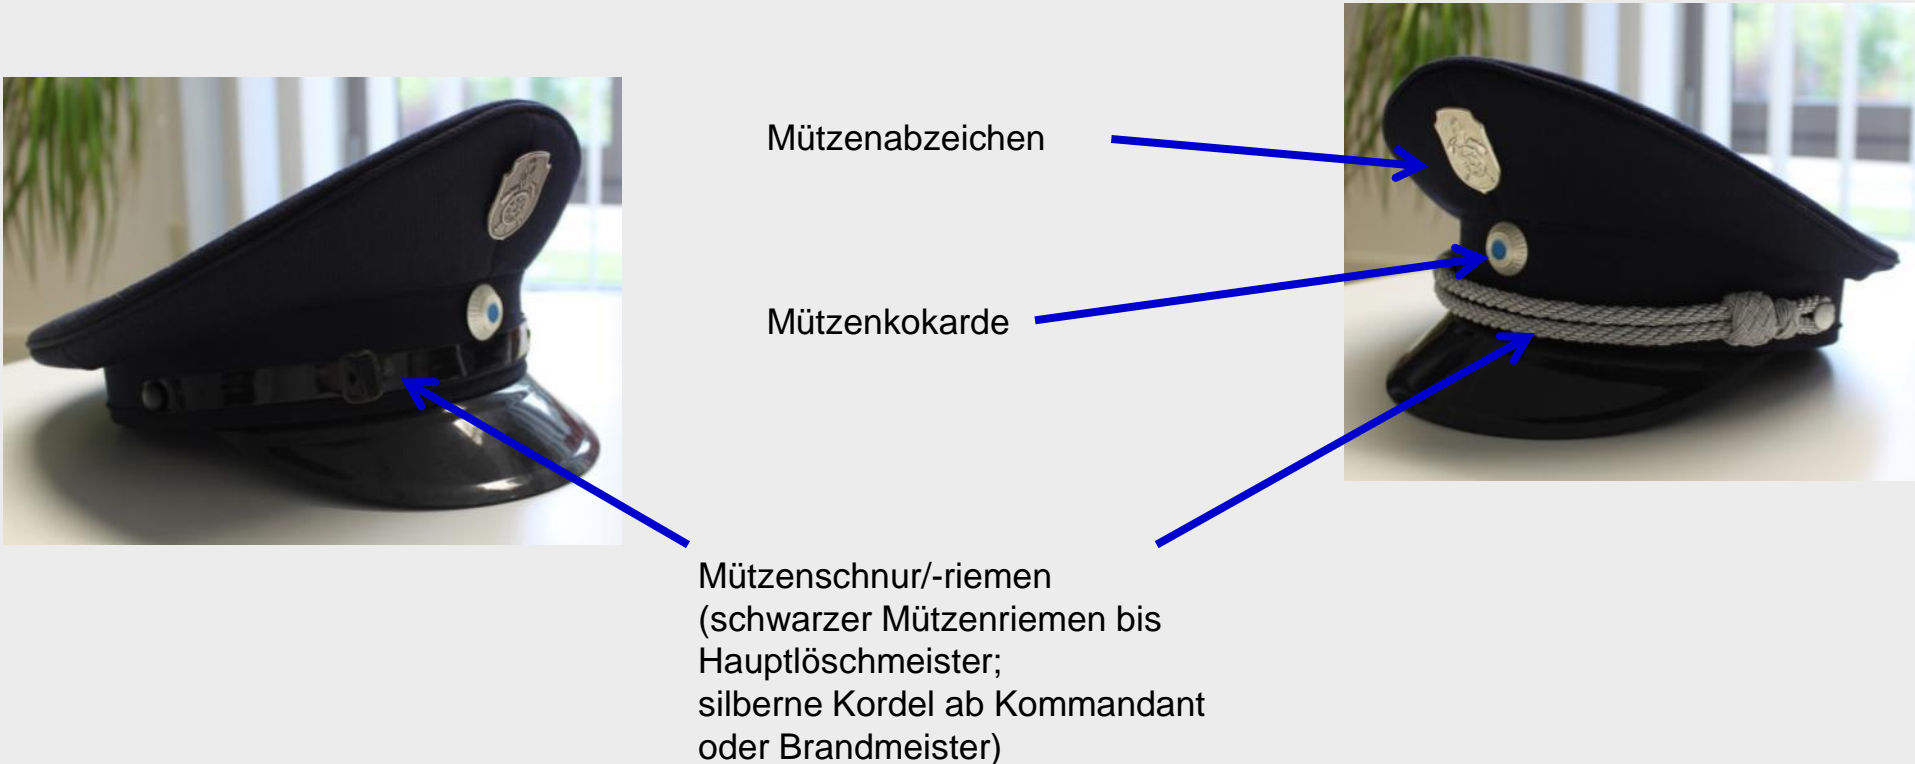 Mützenabzeichen
Mützenkokarde
Mützenschnur/-riemen
(schwarzer Mützenriemen bis
Hauptlöschmeister;
silberne Kordel ab Kommandant
oder Brandmeister)